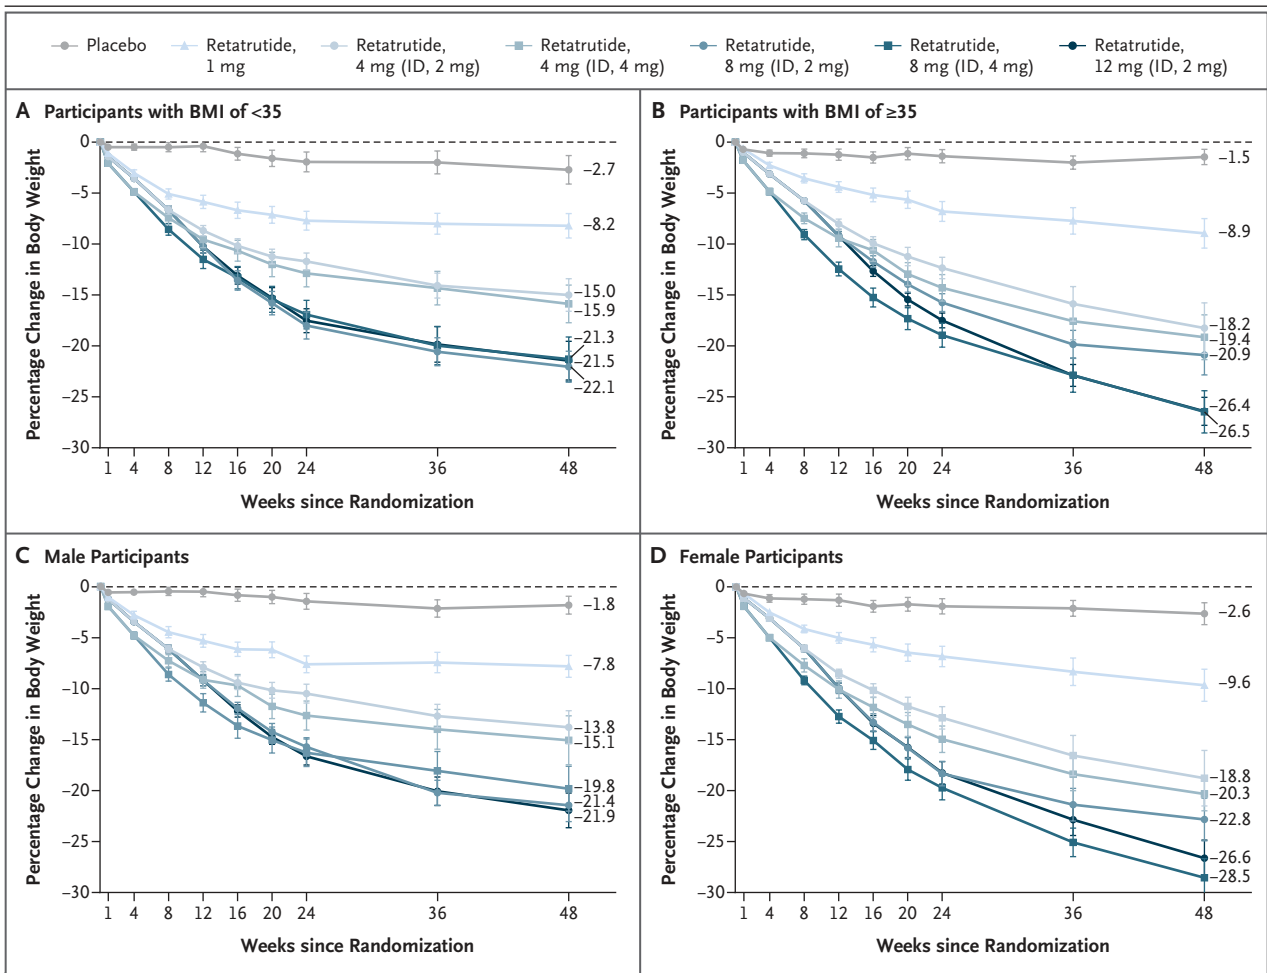 Placebo
Retatrutide,
1 mg
Retatrutide,
4 mg (ID, 2 mg)
Retatrutide,
4 mg (ID, 4 mg)
Retatrutide,
8 mg (ID, 2 mg)
Retatrutide,
8 mg (ID, 4 mg)
Retatrutide,
12 mg (ID, 2 mg)
A Participants with BMI of <35
Percentage Change in Body Weight
0
−5
−10
−15
−20
−25
−30
−2.7
−8.2
−15.0
−15.9
−21.3
−21.5
−22.1
1 4 8 12 16 20 24 36 48
Weeks since Randomization
B Participants with BMI of ≥35
Percentage Change in Body Weight
0
−5
−10
−15
−20
−25
−30
−1.5
−8.9
−18.2
−19.4
−20.9
−26.4
−26.5
1 4 8 12 16 20 24 36 48
Weeks since Randomization
C Male Participants
Percentage Change in Body Weight
0
−5
−10
−15
−20
−25
−30
−1.8
−7.8
−13.8
−15.1
−19.8
−21.4
−21.9
1 4 8 12 16 20 24 36 48
Weeks since Randomization
D Female Participants
Percentage Change in Body Weight
0
−5
−10
−15
−20
−25
−30
−2.6
−9.6
−18.8
−20.3
−22.8
−26.6
−28.5
1 4 8 12 16 20 24 36 48
Weeks since Randomization